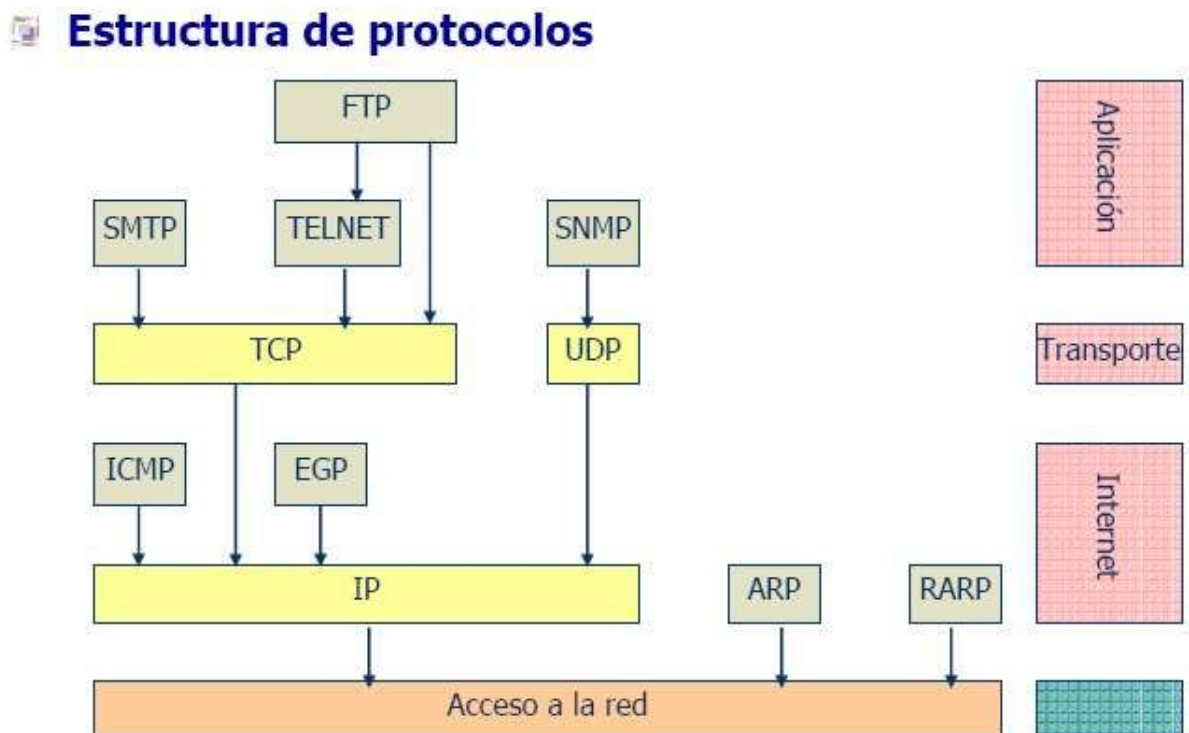 Estructura de protocolos
FTP
Aplicación
SMTP
TELNET
SNMP
TCP
UDP
Transporte
ICMP
EGP
Internet
IP
ARP
RARP
Acceso a la red